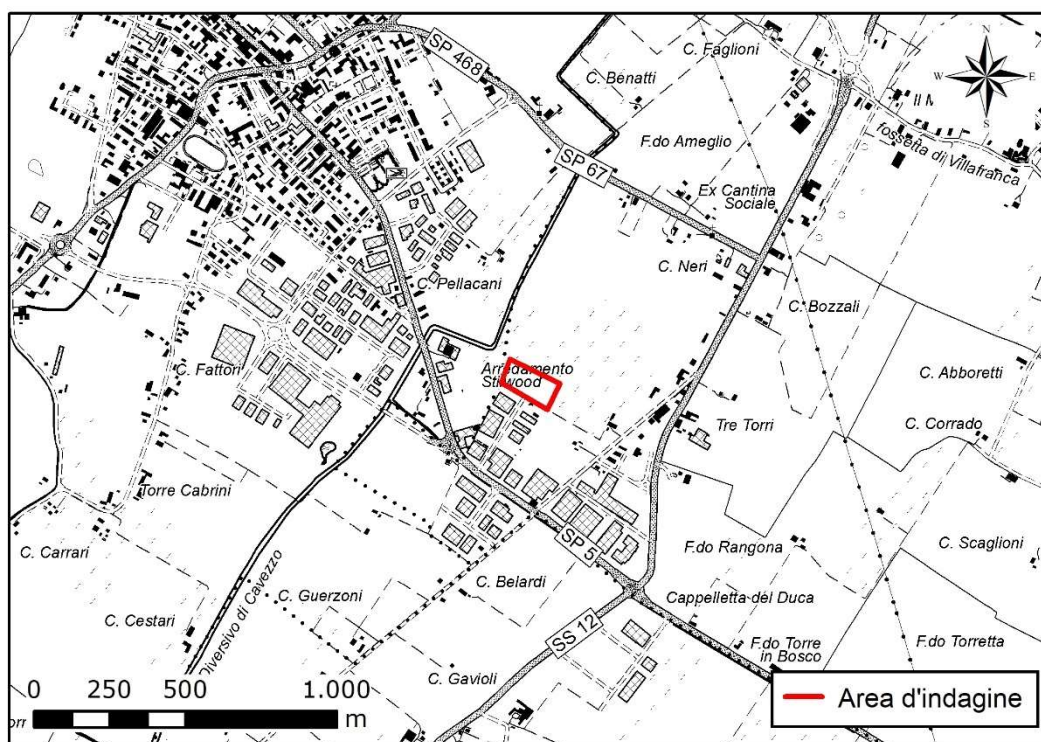 SP 468
C. Faglioni
N
W E
S
C. Benatti
F.do Ameglio
fossetta di Villafranca
SP 67
Ex Cantina
Sociale
C. Neri
C. Pellacani
C. Bozzali
C. Fattori
Arredamento
C. Abboretti
C. Corrado
Tre Torri
Torre Cabrini
C. Carrari
SP 5
F.do Rangona
C. Scaglioni
C. Belardi
C. Guerzoni
Cappelletta del Duca
C. Cestari
Diversivo di Cavezzo
SS 12
F.do Torre
in Bosco
F.do Torretta
C. Gavioli
0 250 500 1.000
m
Area d'indagine